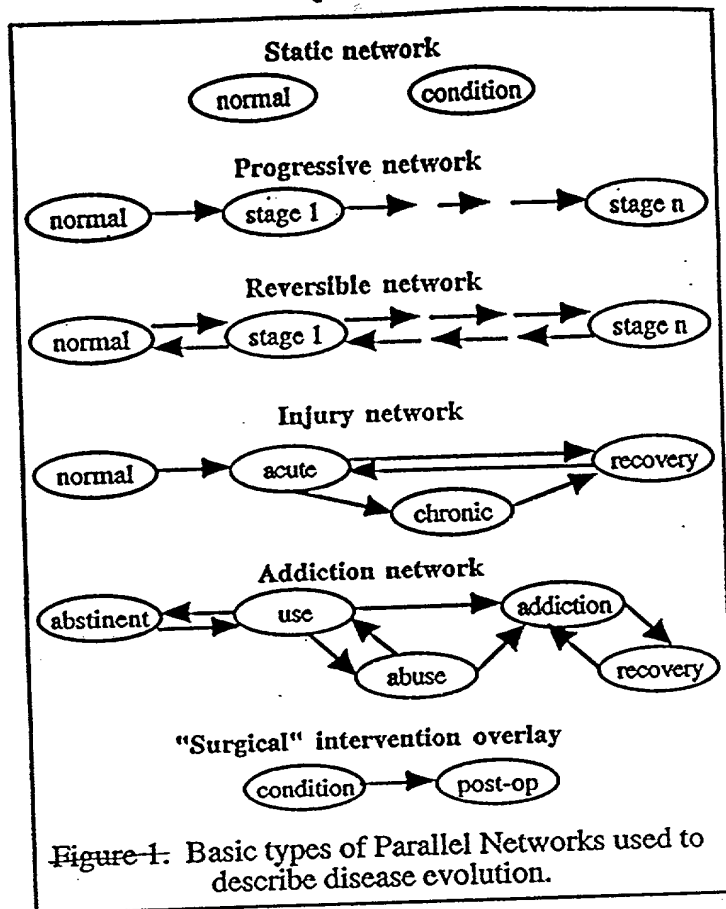 Static network
normal condition
Progressive network
normal stage 1 stage n
Reversible network
normal stage 1 stage n
Injury network
normal acute recovery
chronic
Addiction network
abstinent use addiction
abuse recovery
"Surgical" intervention overlay
condition post-op
Figure 1. Basic types of Parallel Networks used to
describe disease evolution.